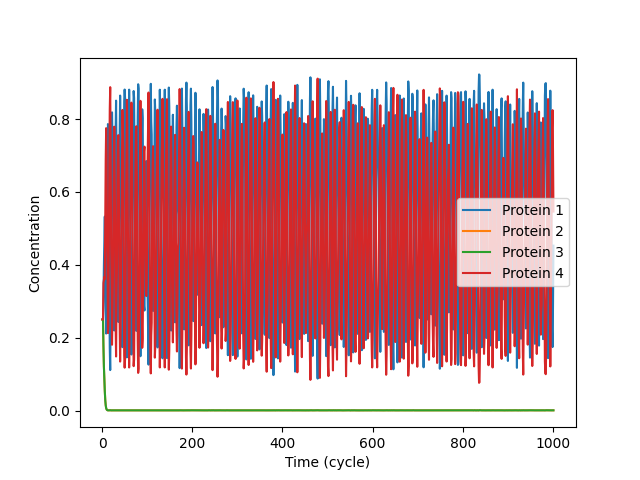 Concentration
0.8
0.6
0.4
0.2
0.0
Protein 1
Protein 2
Protein 3
Protein 4
0 200 400 600 800 1000
Time (cycle)